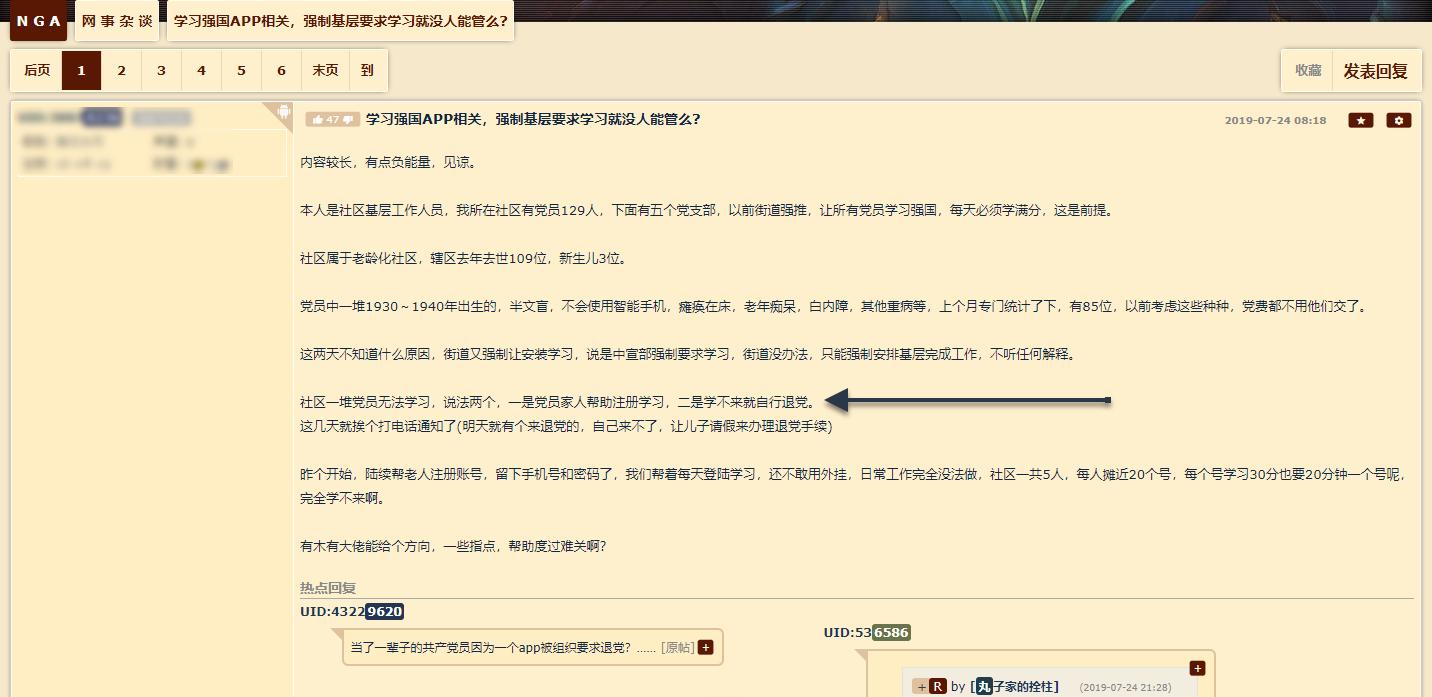 NGA 网事杂谈 学习强国APP相关，强制基层要求学习就没人能管么?
后页 1 2 3 4 5 6 末页 到 收藏 发表回复
47 学习强国APP相关，强制基层要求学习就没人能管么? 2019-07-24 08:18
内容较长，有点负能量，见谅。
本人是社区基层工作人员，我所在社区有党员129人，下面有五个党支部，以前街道强推，让所有党员学习强国，每天必须学满分，这是前提。
社区属于老龄化社区，辖区去年去世109位，新生儿3位。
党员中一堆1930～1940年出生的，半文盲，不会使用智能手机，瘫痪在床，老年痴呆，白内障，其他重病等，上个月专门统计了下，有85位，以前考虑这些种种，党费都不用他们交了。
这两天不知道什么原因，街道又强制让安装学习，说是中宣部强制要求学习，街道没办法，只能强制安排基层完成工作，不听任何解释。
社区一堆党员无法学习，说法两个，一是党员家人帮助注册学习，二是学不来就自行退党。
这几天就挨个打电话通知了(明天就有个来退党的，自己来不了，让儿子请假来办理退党手续)
昨个开始，陆续帮老人注册账号，留下手机号和密码了，我们帮着每天登陆学习，还不敢用外挂，日常工作完全没法做，社区一共5人，每人摊近20个号，每个号学习30分也要20分钟一个号呢，
完全学不来啊。
有木有大佬能给个方向，一些指点，帮助度过难关啊?
热点回复
UID:43229620
UID:536586
当了一辈子的共产党员因为一个app被组织要求退党? ...... [原帖] +
+
+ R by [丸子家的拴柱] (2019-07-24 21:28)